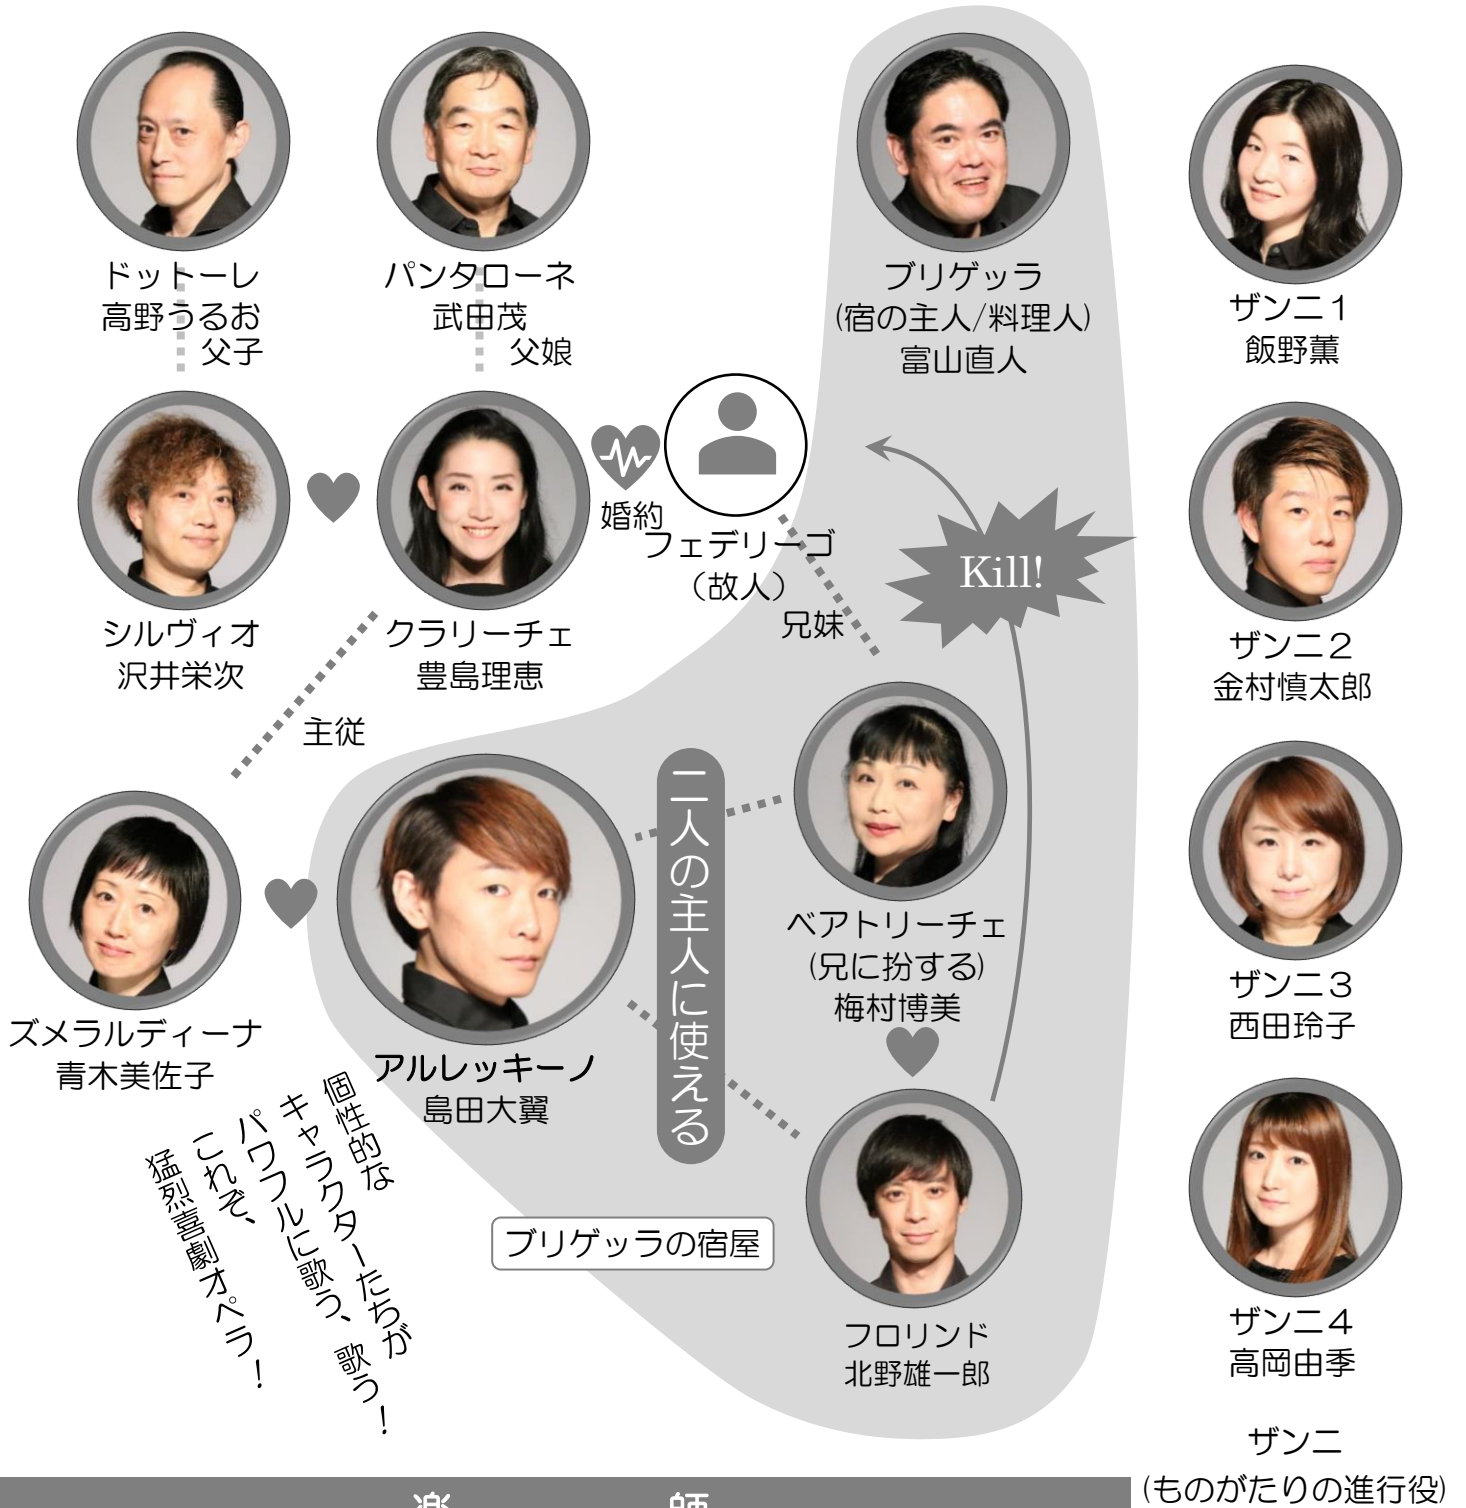 ドットーレ
高野うるお
父子
パンタローネ
武田茂
父娘
ブリゲッラ
(宿の主人/料理人)
富山直人
ザンニ1
飯野薫
シルヴィオ
沢井栄次
クラリーチェ
豊島理恵
婚約
フェデリーゴ
（故人）
兄妹
Kill!
ザンニ2
金村慎太郎
主従
ズメラルディーナ
青木美佐子
アルレッキーノ
島田大翼
二人の主人に使える
ベアトリーチェ
(兄に扮する)
梅村博美
ザンニ3
西田玲子
個性的な
キャラクターたちが
パワフルに歌う、歌う！
これぞ、
猛烈喜劇オペラ！
ブリゲッラの宿屋
フロリンド
北野雄一郎
ザンニ4
高岡由季
ザンニ
(ものがたりの進行役)
楽師